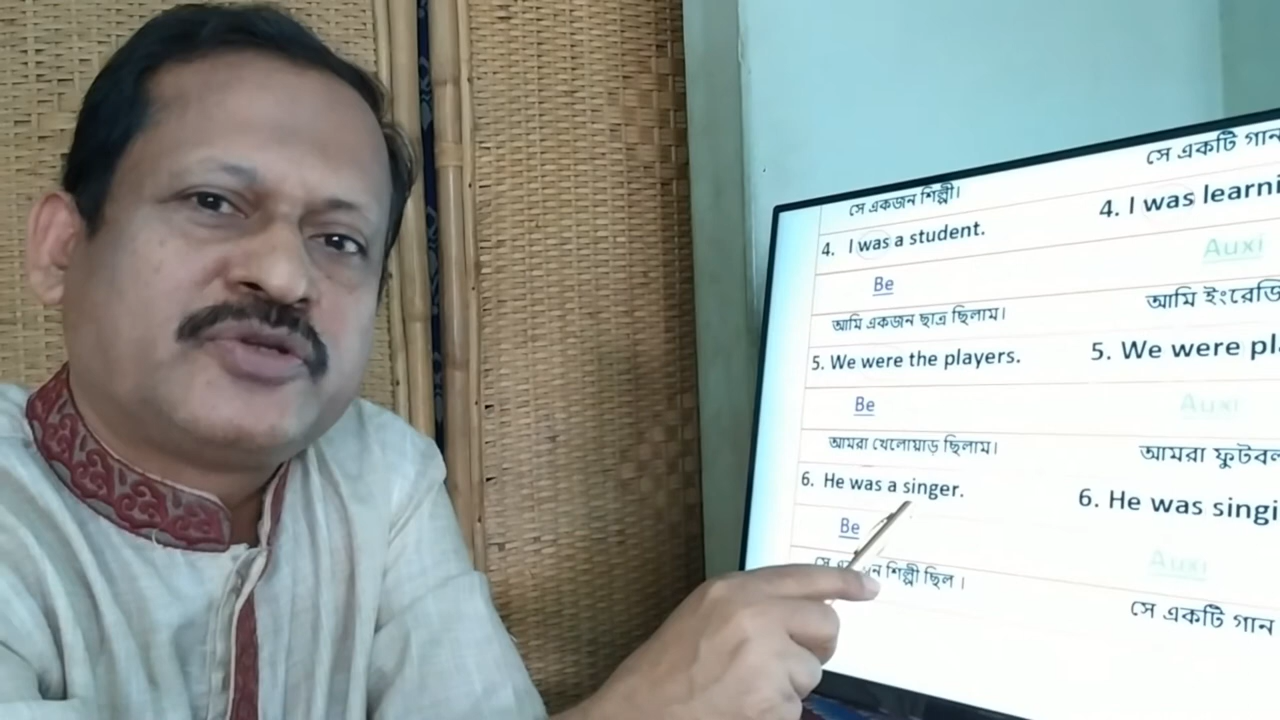 সে একজন শিল্পী।
4. I was a student.
Be
আমি একজন ছাত্র ছিলাম।
5. We were the players.
Be
আমরা খেলোয়াড় ছিলাম।
6. He was a singer.
Be
সে শিল্পী ছিল।
সে একটি গান
4. I was learni
Auxi
আমি ইংরেজি
5. We were pla
Auxi
আমরা ফুটবল
6. He was singi
Auxi
সে একটি গান